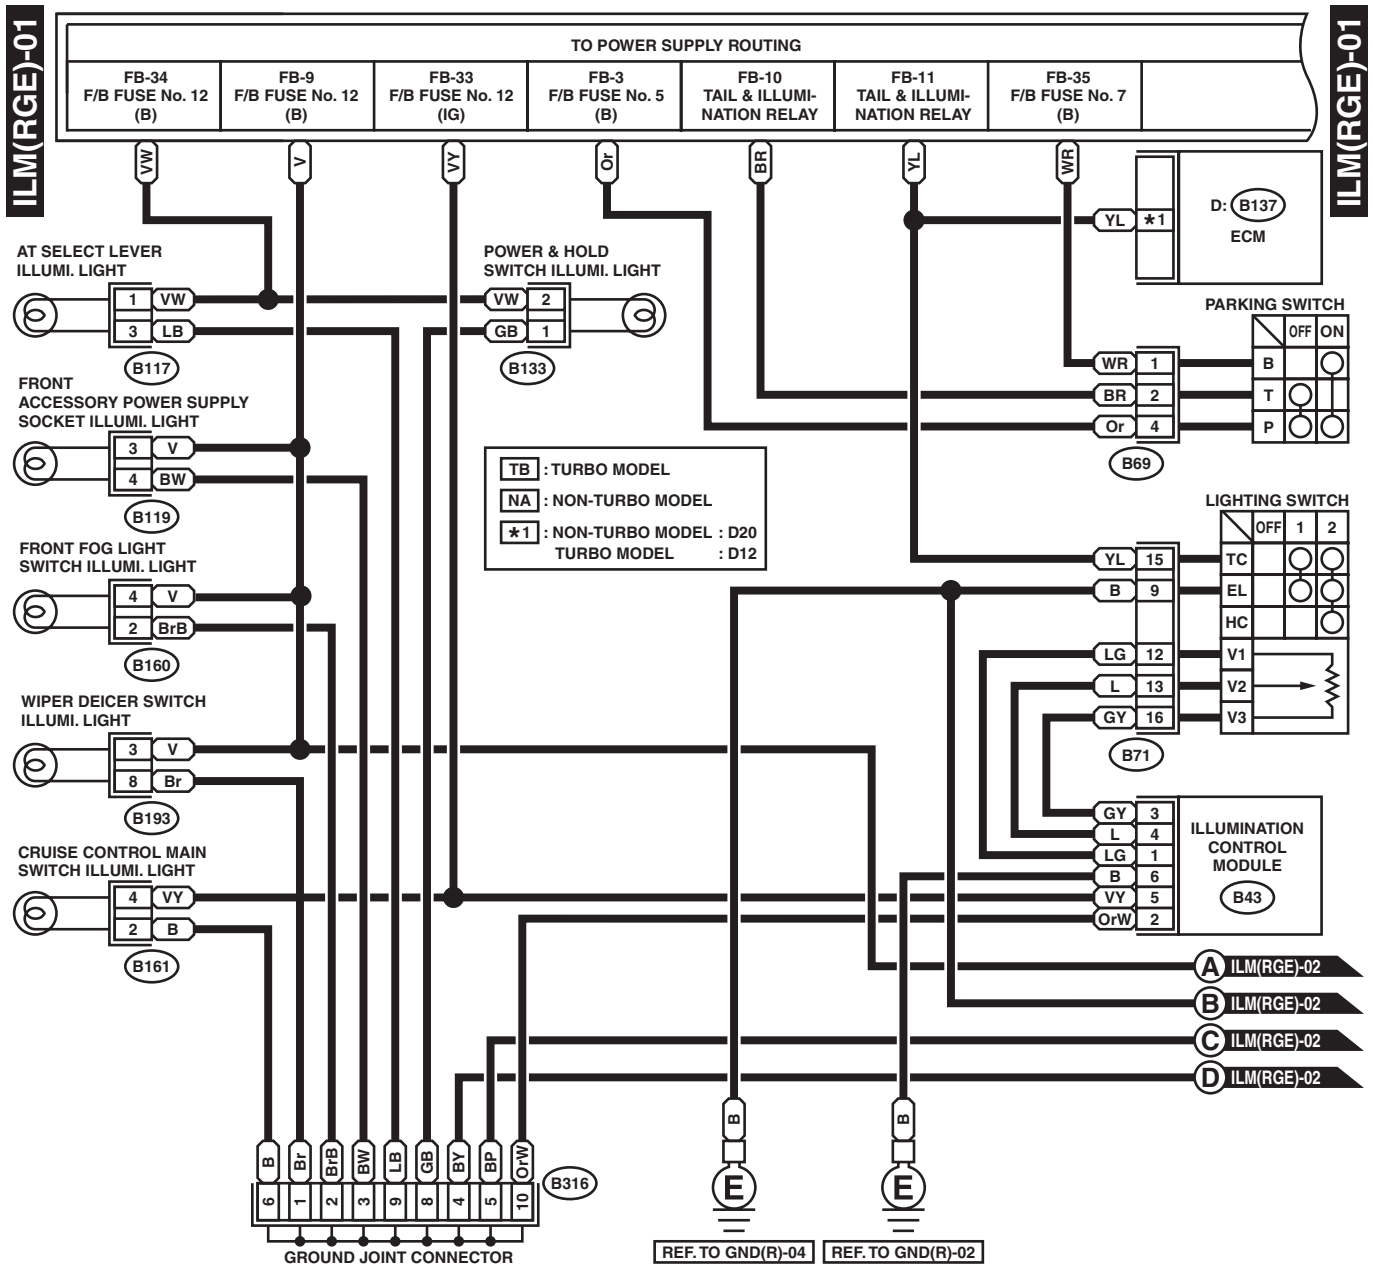 ILM(RGE)-01
ILM(RGE)-01
TO POWER SUPPLY ROUTING
FB-34
F/B FUSE No. 12
(B)
FB-9
F/B FUSE No. 12
(B)
FB-33
F/B FUSE No. 12
(IG)
FB-3
F/B FUSE No. 5
(B)
FB-10
TAIL & ILLUMI-
NATION RELAY
FB-11
TAIL & ILLUMI-
NATION RELAY
FB-35
F/B FUSE No. 7
(B)
VW
V
VY
Or
BR
YL
WR
YL *1
D: B137
ECM
AT SELECT LEVER
ILLUMI. LIGHT
1 VW
3 LB
B117
POWER & HOLD
SWITCH ILLUMI. LIGHT
VW 2
GB 1
B133
PARKING SWITCH
OFF ON
WR 1 B
BR 2 T
Or 4 P
B69
FRONT
ACCESSORY POWER SUPPLY
SOCKET ILLUMI. LIGHT
3 V
4 BW
B119
TB : TURBO MODEL
NA : NON-TURBO MODEL
*1 : NON-TURBO MODEL : D20
TURBO MODEL : D12
FRONT FOG LIGHT
SWITCH ILLUMI. LIGHT
4 V
2 BrB
B160
LIGHTING SWITCH
OFF 1 2
YL 15 TC
B 9 EL
HC
LG 12 V1
L 13 V2
GY 16 V3
B71
WIPER DEICER SWITCH
ILLUMI. LIGHT
3 V
8 Br
B193
GY 3
L 4
LG 1
B 6
VY 5
OrW 2
ILLUMINATION
CONTROL
MODULE
B43
CRUISE CONTROL MAIN
SWITCH ILLUMI. LIGHT
4 VY
2 B
B161
A ILM(RGE)-02
B ILM(RGE)-02
C ILM(RGE)-02
D ILM(RGE)-02
B Br BrB BW LB GB BY BP OrW
6 1 2 3 9 8 4 5 10
B316
GROUND JOINT CONNECTOR
B
E
REF. TO GND(R)-04
B
E
REF. TO GND(R)-02